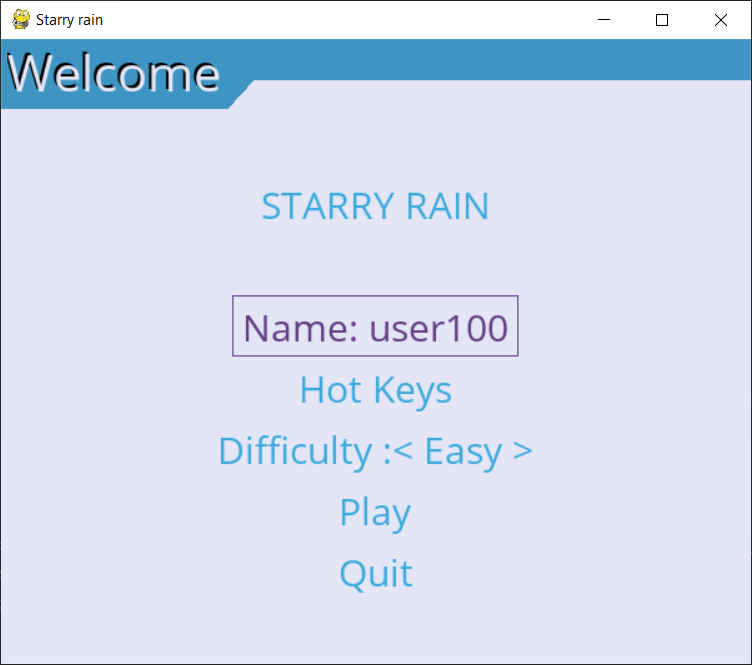 Starry rain
Welcome
STARRY RAIN
Name: user100
Hot Keys
Difficulty :< Easy >
Play
Quit